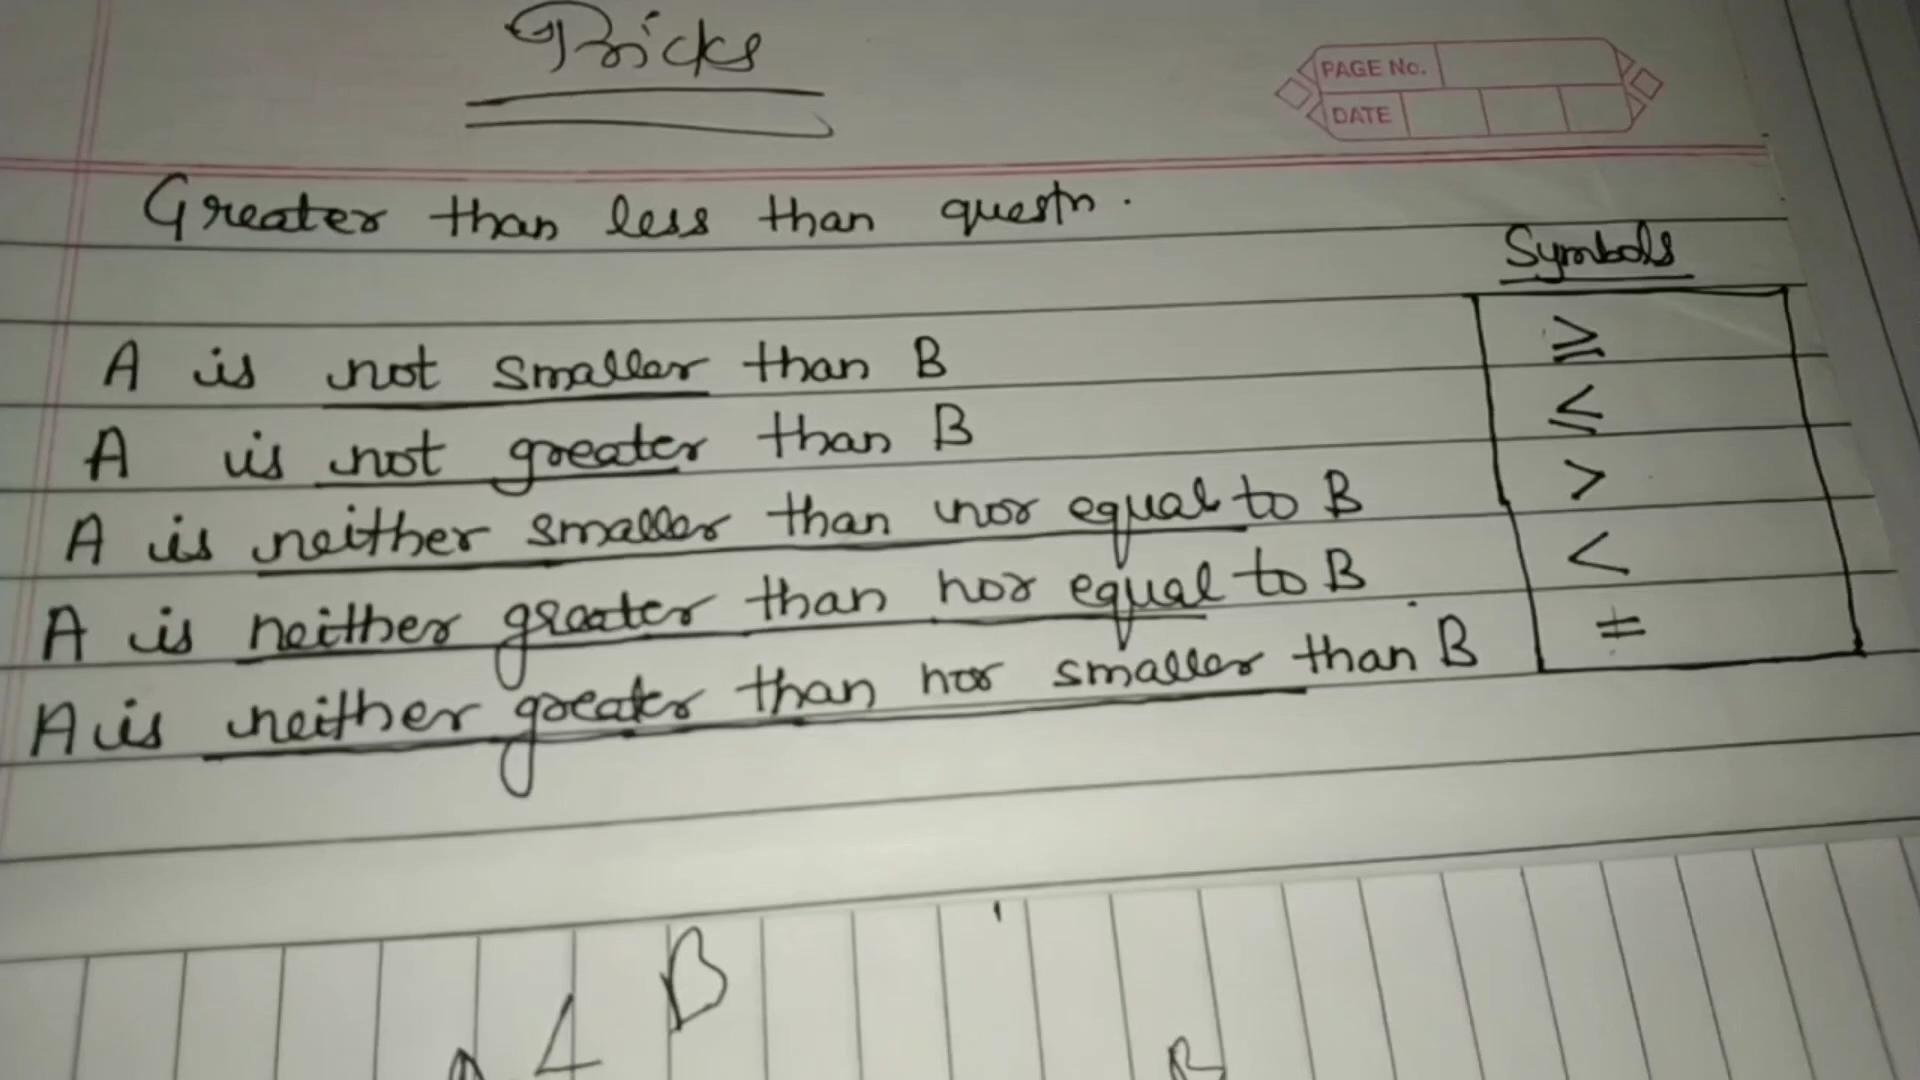 Tricks
PAGE No.
DATE
Greater than less than questn.
Symbols
A is not smaller than B ≥
A is not greater than B ≤
A is neither smaller than nor equal to B >
A is neither greater than nor equal to B <
A is neither greater than nor smaller than B =
B
<